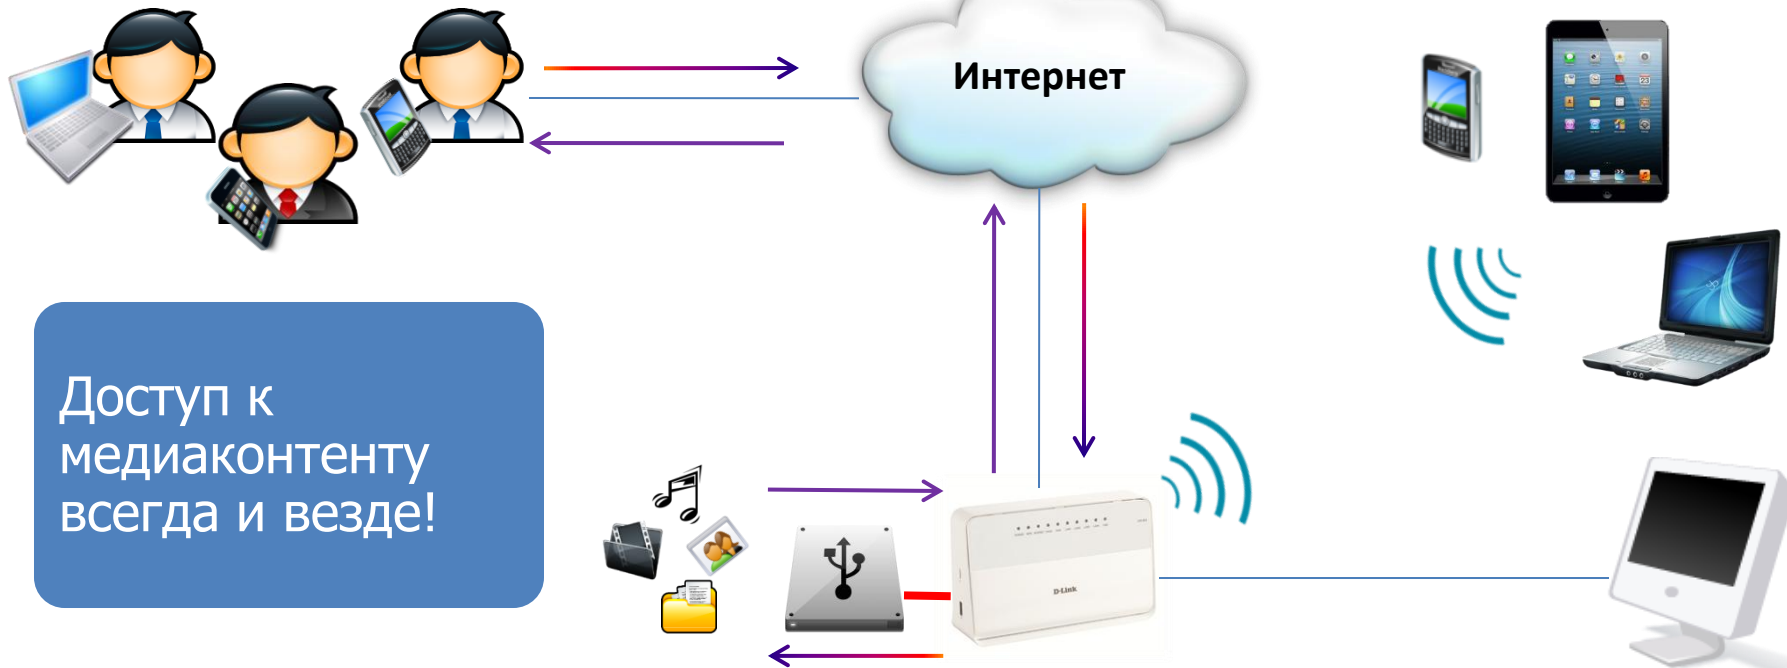 Интернет
Доступ к
медиаконтенту
всегда и везде!
D-Link